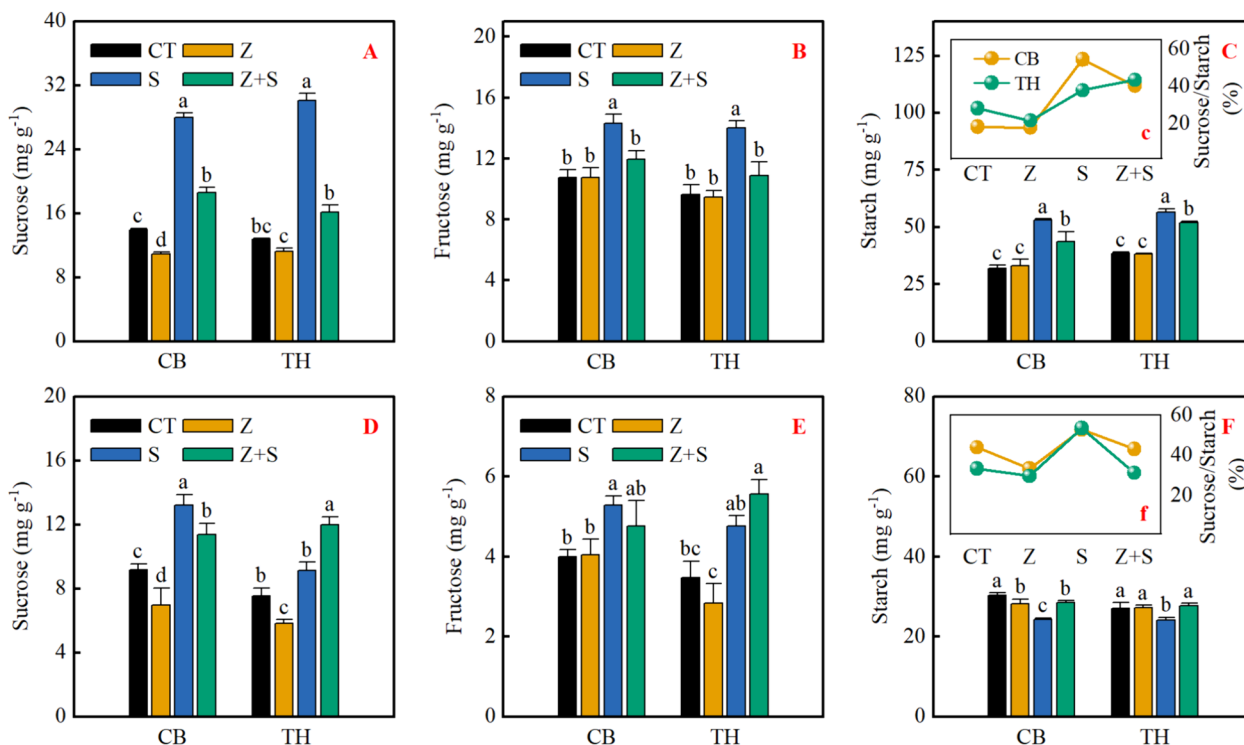 40
32
24
16
8
0
Sucrose (mg g⁻¹)
A
CT
Z
S
Z+S
c
d
a
b
bc
c
a
b
CB
TH
20
16
12
8
4
0
Fructose (mg g⁻¹)
B
CT
Z
S
Z+S
b
b
a
b
b
b
a
b
CB
TH
125
100
75
50
25
0
Starch (mg g⁻¹)
C
CB
TH
c
60
40
20
Sucrose/Starch
(%)
CT
Z
S
Z+S
c
c
a
b
c
c
a
b
CB
TH
20
16
12
8
4
0
Sucrose (mg g⁻¹)
D
CT
Z
S
Z+S
c
d
a
b
b
c
b
a
CB
TH
8
6
4
2
0
Fructose (mg g⁻¹)
E
CT
Z
S
Z+S
b
b
a
ab
bc
c
ab
a
CB
TH
80
60
40
20
0
Starch (mg g⁻¹)
F
f
60
40
20
Sucrose/Starch
(%)
CT
Z
S
Z+S
a
b
c
b
a
a
b
a
CB
TH